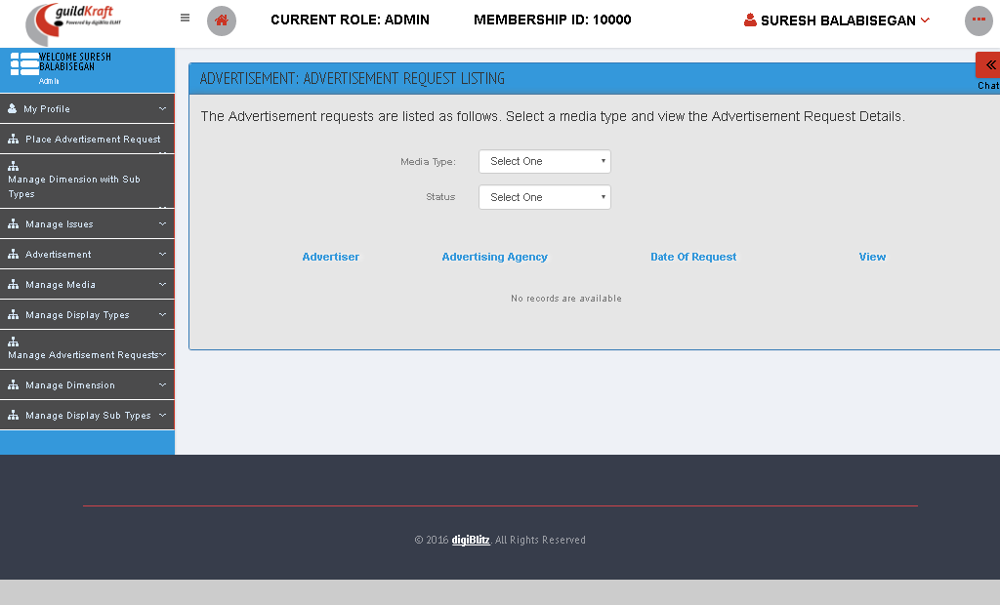 guildKraft
Powered by digiBlitz ELMT
CURRENT ROLE: ADMIN
MEMBERSHIP ID: 10000
SURESH BALABISEGAN
WELCOME SURESH
BALABISEGAN
Admin
Chat
My Profile
Place Advertisement Request
Manage Dimension with Sub
Types
Manage Issues
Advertisement
Manage Media
Manage Display Types
Manage Advertisement Requests
Manage Dimension
Manage Display Sub Types
ADVERTISEMENT: ADVERTISEMENT REQUEST LISTING
The Advertisement requests are listed as follows. Select a media type and view the Advertisement Request Details.
Media Type: Select One
Status Select One
Advertiser Advertising Agency Date Of Request View
No records are available
© 2016 digiBlitz. All Rights Reserved